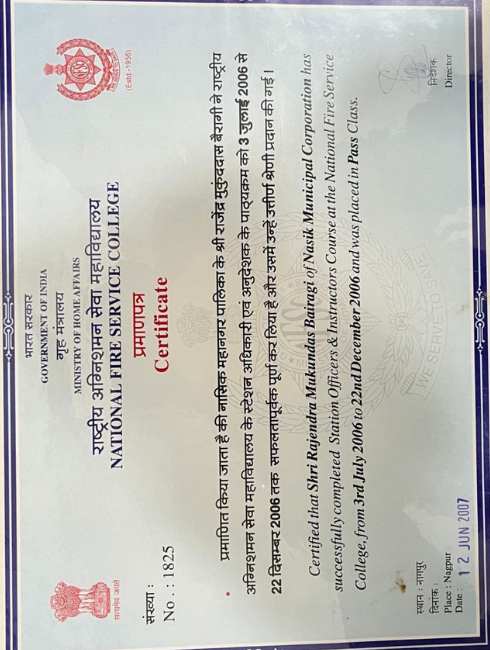 भारत सरकार
GOVERNMENT OF INDIA
गृह मंत्रालय
MINISTRY OF HOME AFFAIRS
राष्ट्रीय अग्निशमन सेवा महाविद्यालय
NATIONAL FIRE SERVICE COLLEGE
(Estd-1956)
सत्यमेव जयते
प्रमाणपत्र
Certificate
संख्या :
No. : 1825
प्रमाणित किया जाता है की नासिक महानगर पालिका के श्री राजेंद्र मुकुंददास बैरागी ने राष्ट्रीय
अग्निशमन सेवा महाविद्यालय के स्टेशन अधिकारी एवं अनुदेशक के पाठ्यक्रम को 3 जुलाई 2006 से
22 दिसम्बर 2006 तक सफलतापूर्वक पूर्ण कर लिया है और उसमें उन्हें उत्तीर्ण श्रेणी प्रदान की गई।
Certified that Shri Rajendra Mukundas Bairagi of Nasik Municipal Corporation has
successfully completed Station Officers & Instructors Course at the National Fire Service
College, from 3rd July 2006 to 22nd December 2006 and was placed in Pass Class.
WE SERVE TO
स्थान : नागपुर
दिनांक :
Place : Nagpur
Date : 12 JUN 2007
निदेशक
Director